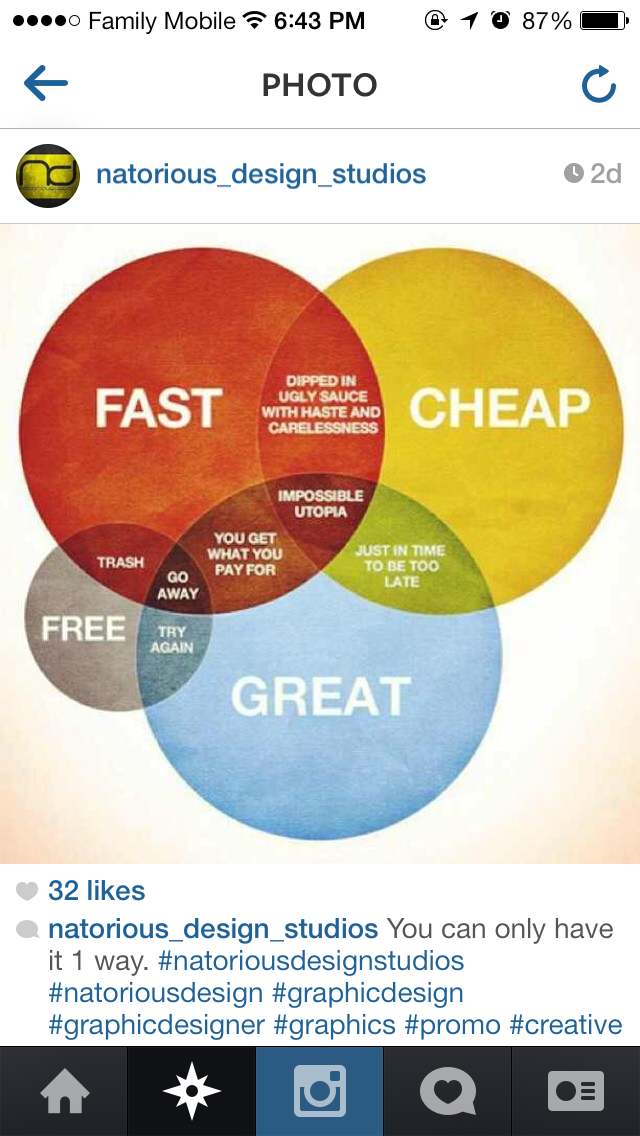 Family Mobile 6:43 PM 87%
PHOTO
natorious_design_studios 2d
nd
FAST
CHEAP
DIPPED IN
UGLY SAUCE
WITH HASTE AND
CARELESSNESS
IMPOSSIBLE
UTOPIA
YOU GET
WHAT YOU
PAY FOR
JUST IN TIME
TO BE TOO
LATE
TRASH
GO
AWAY
FREE
TRY
AGAIN
GREAT
32 likes
natorious_design_studios You can only have
it 1 way. #natoriousdesignstudios
#natoriousdesign #graphicdesign
#graphicdesigner #graphics #promo #creative